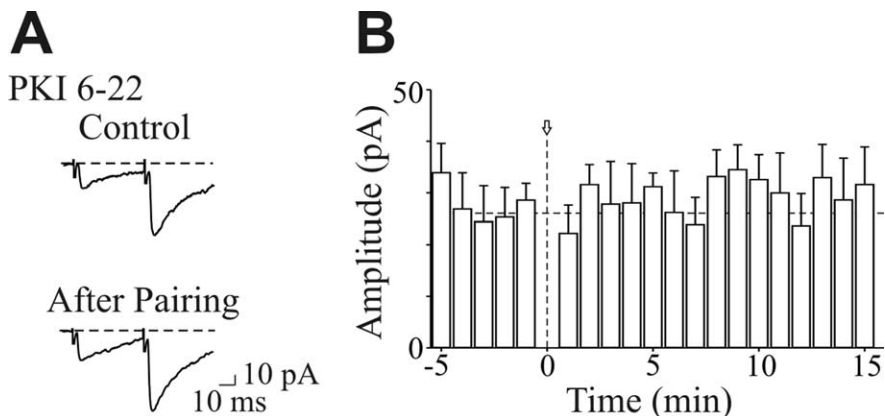 A
PKI 6-22
Control
After Pairing
10 pA
10 ms
B
50
Amplitude (pA)
0
-5 0 5 10 15
Time (min)